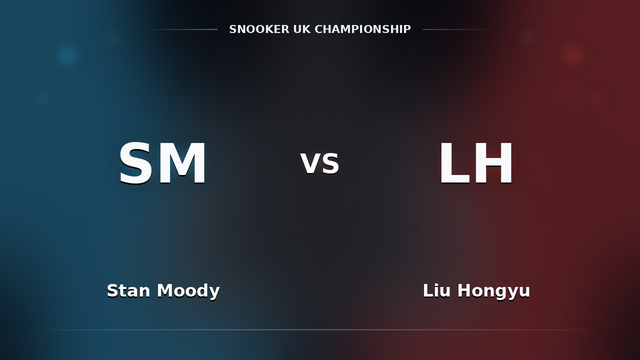 SNOOKER UK CHAMPIONSHIP
SM
VS
LH
Stan Moody
Liu Hongyu